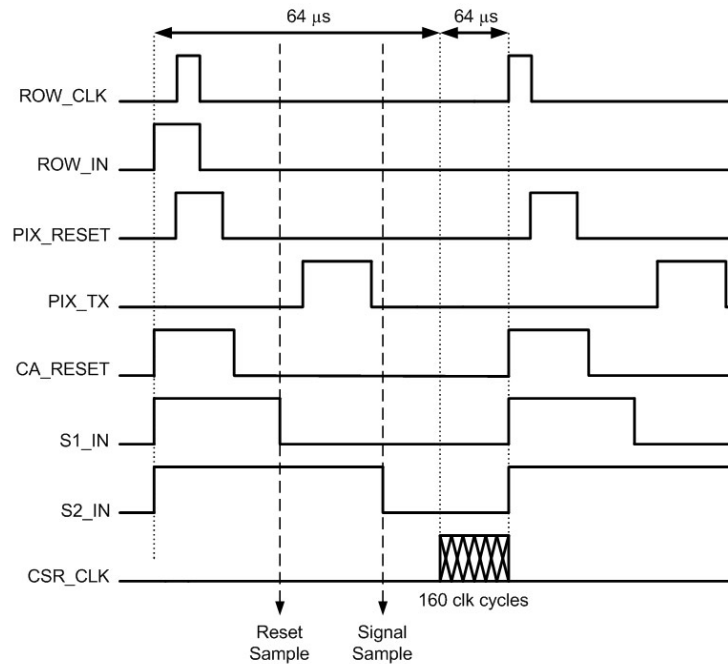 64 µs
64 µs
ROW_CLK
ROW_IN
PIX_RESET
PIX_TX
CA_RESET
S1_IN
S2_IN
CSR_CLK
160 clk cycles
Reset
Sample
Signal
Sample